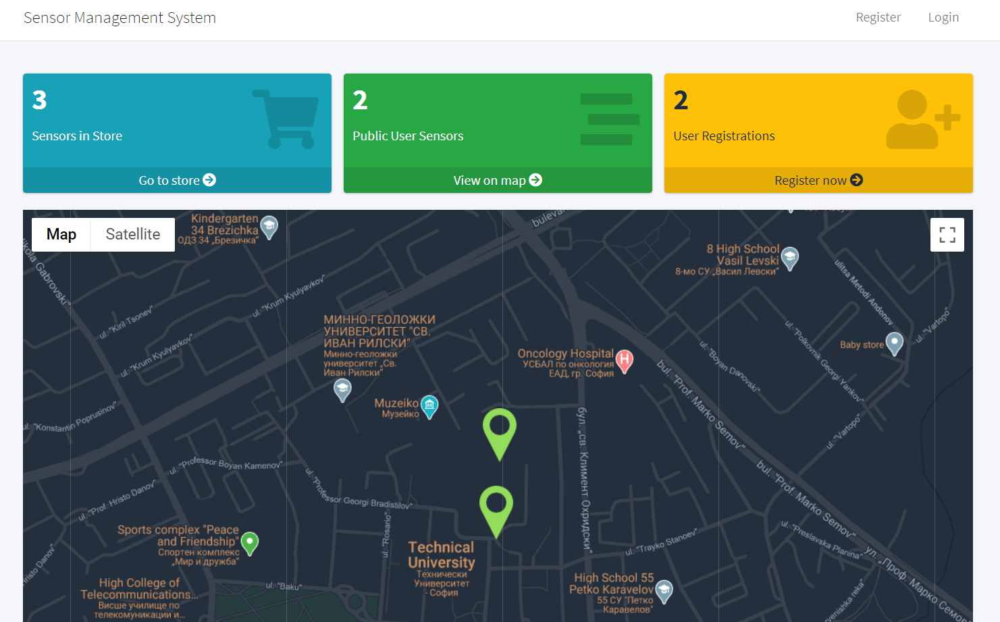 Sensor Management System
Register
Login
3
Sensors in Store
Go to store
2
Public User Sensors
View on map
2
User Registrations
Register now
Map
Satellite
Kindergarten
34 Brezichka
ОДЗ 34 „Брезичка“
8 High School
Vasil Levski
8-мо СУ „Васил Левски“
ikola Gabrovski"
ul. "Krum Kyulyavkov"
ul. "Kiril Tsonev"
ul. "Krum Kyulyavkov"
ulitsa Metodi Andonov
ul. "Vartopo"
МИННО-ГЕОЛОЖКИ
УНИВЕРСИТЕТ "СВ.
ИВАН РИЛСКИ"
Минно-геоложки
университет „Св.
Иван Рилски“
Oncology Hospital
УСБАЛ по онкология
ЕАД, гр. София
Baby store
ul. "Polkovnik Georgi Yankov"
ul. "Boyan Danovski"
bul. "Prof. Marko Semov"
Muzeiko
Музейко
ul. "Konstantin Poprusinov"
бул. „св. Климент Охридски“
ul. "Vartopo"
ul. "Professor Boyan Kamenov"
ul. "Prof. Hristo Danov"
ul. "Professor Georgi Bradistilov"
bul. "Prof. Marko Semov"
ul. "Rosario"
Sports complex "Peace
and Friendship"
Спортен комплекс
„Мир и дружба“
Technical
University
Технически
Университет
- София
ul. "Trayko Stanoev"
ul. "Preslavska Planina"
ул. „Проф. Марко Семо
Hristo Danov"
High College of
Telecommunications...
Висше училище по
телекомуникации и...
ul. "Baku"
High School 55
Petko Karavelov
55 СУ "Петко
Каравелов"